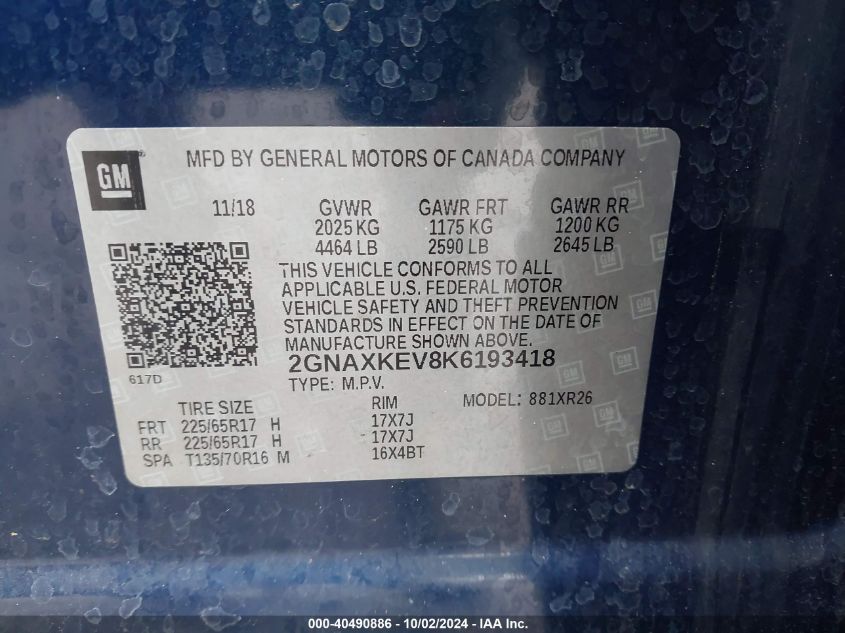 GM
MFD BY GENERAL MOTORS OF CANADA COMPANY
11/18 GVWR GAWR FRT GAWR RR
2025 KG 1175 KG 1200 KG
4464 LB 2590 LB 2645 LB
THIS VEHICLE CONFORMS TO ALL
APPLICABLE U.S. FEDERAL MOTOR
VEHICLE SAFETY AND THEFT PREVENTION
STANDARDS IN EFFECT ON THE DATE OF
MANUFACTURE SHOWN ABOVE.
617D 2GNAXKEV8K6193418
TYPE: M.P.V.
TIRE SIZE RIM MODEL: 881XR26
FRT 225/65R17 H 17X7J
RR 225/65R17 H 17X7J
SPA T135/70R16 M 16X4BT
000-40490886 - 10/02/2024 - IAA Inc.